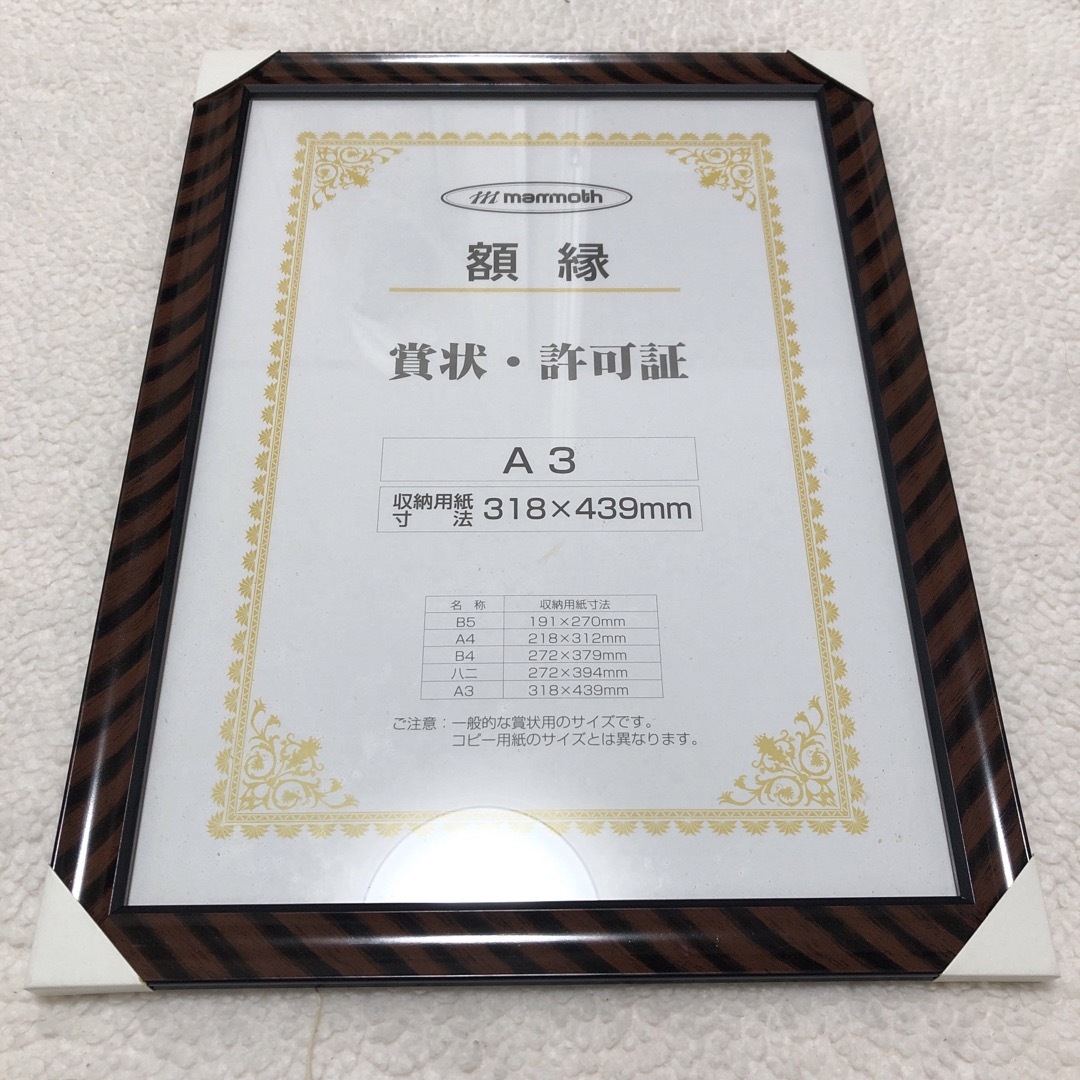 mammoth
額 縁
賞状・許可証
A3
収納用紙寸法 318×439mm
名 称 収納用紙寸法
B5 191×270mm
A4 218×312mm
B4 272×379mm
八二 272×394mm
A3 318×439mm
ご注意：一般的な賞状用のサイズです。
コピー用紙のサイズとは異なります。